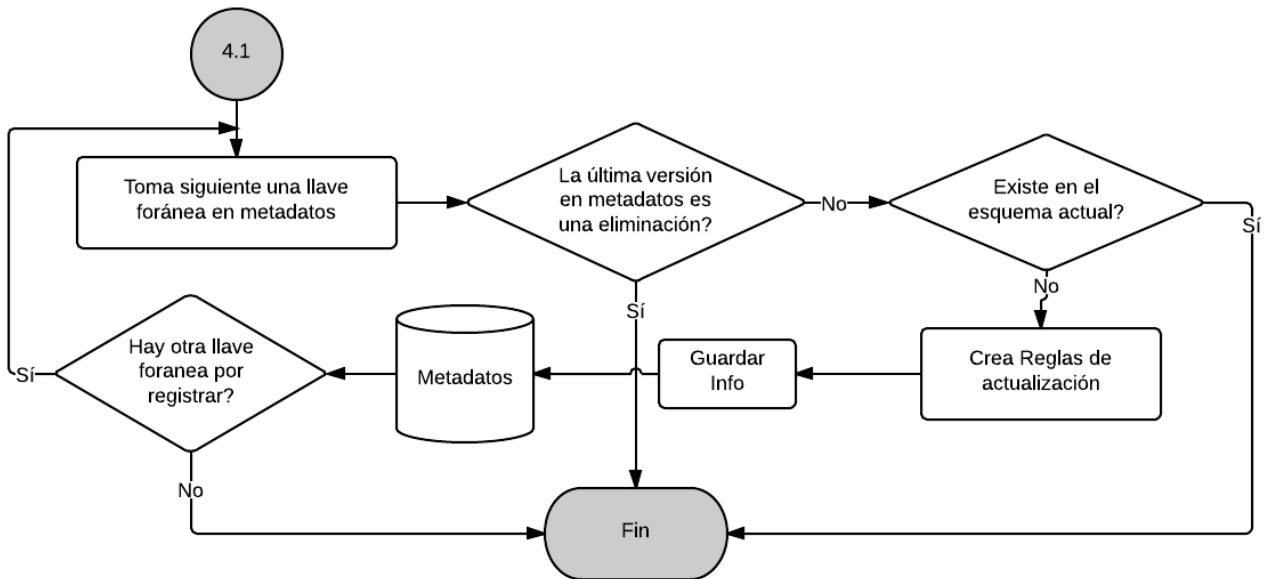 4.1
Toma siguiente una llave
foránea en metadatos
La última versión
en metadatos es
una eliminación?
No
Existe en el
esquema actual?
Sí
No
Sí
Crea Reglas de
actualización
Guardar
Info
Metadatos
Hay otra llave
foranea por
registrar?
Sí
No
Fin